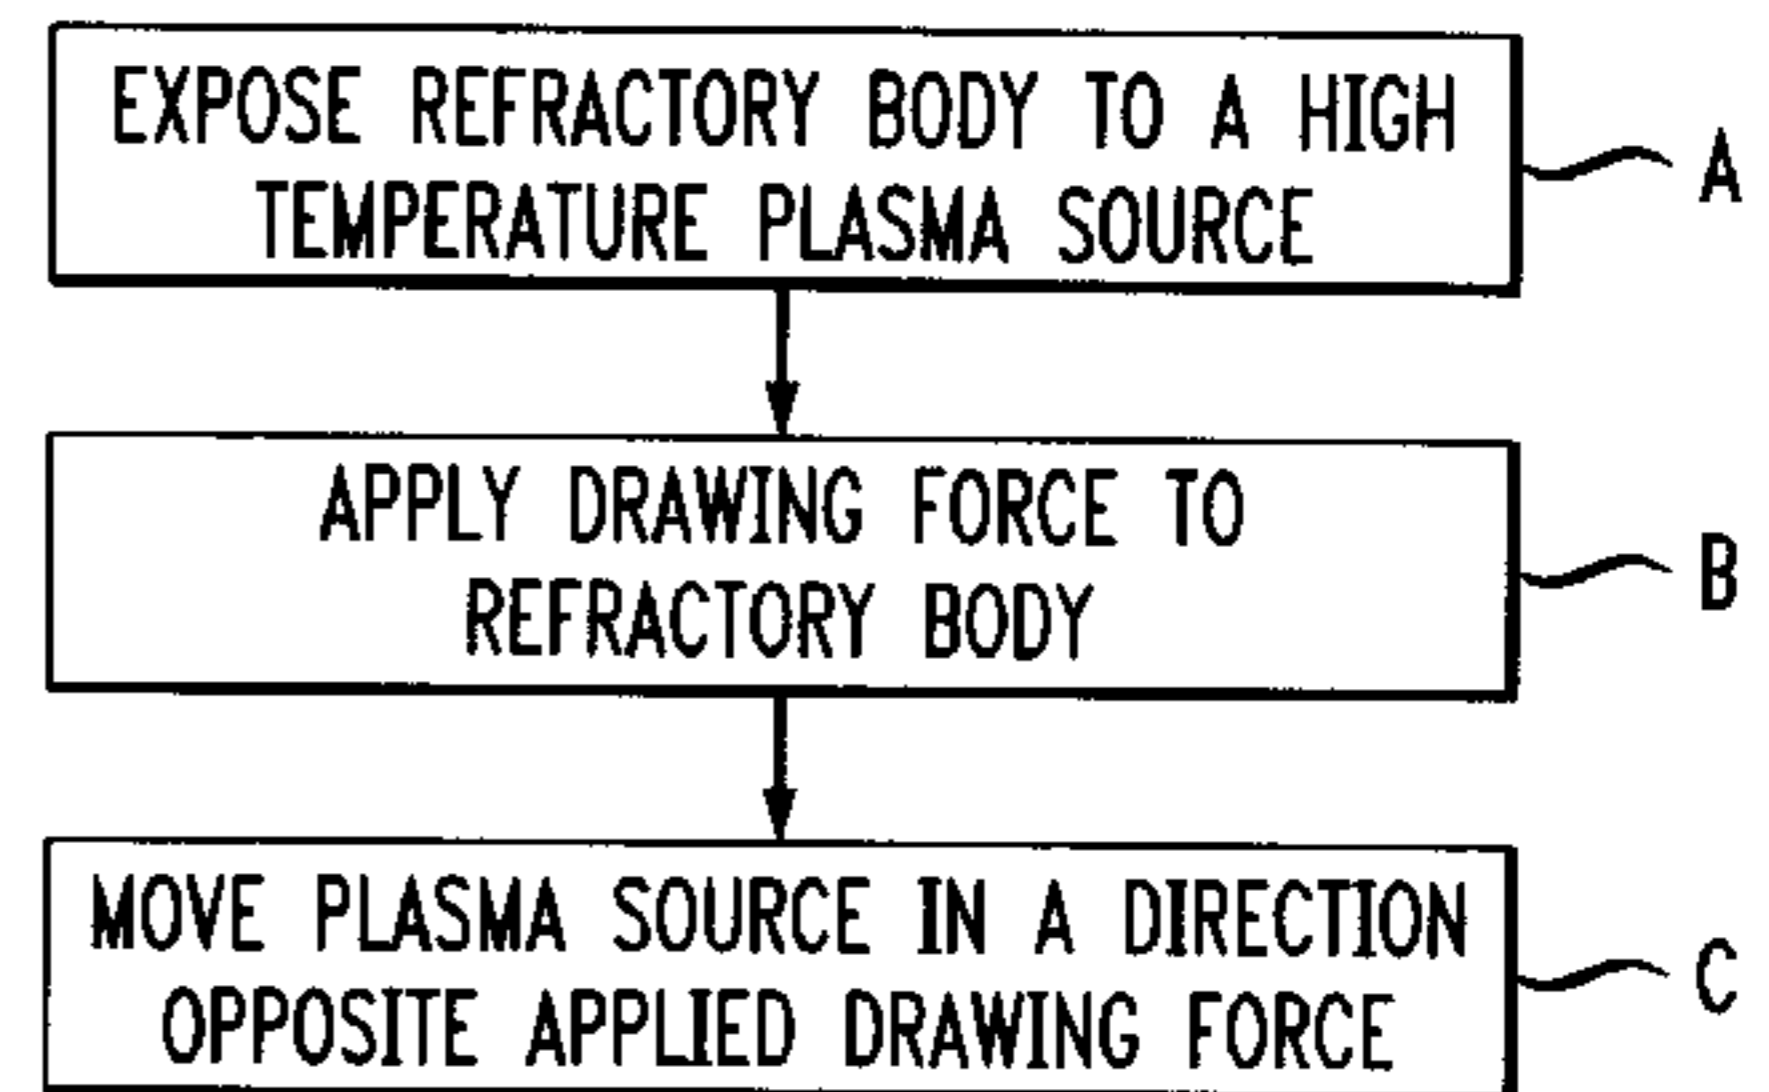 EXPOSE REFRACTORY BODY TO A HIGH
TEMPERATURE PLASMA SOURCE
A
APPLY DRAWING FORCE TO
REFRACTORY BODY
B
MOVE PLASMA SOURCE IN A DIRECTION
OPPOSITE APPLIED DRAWING FORCE
C